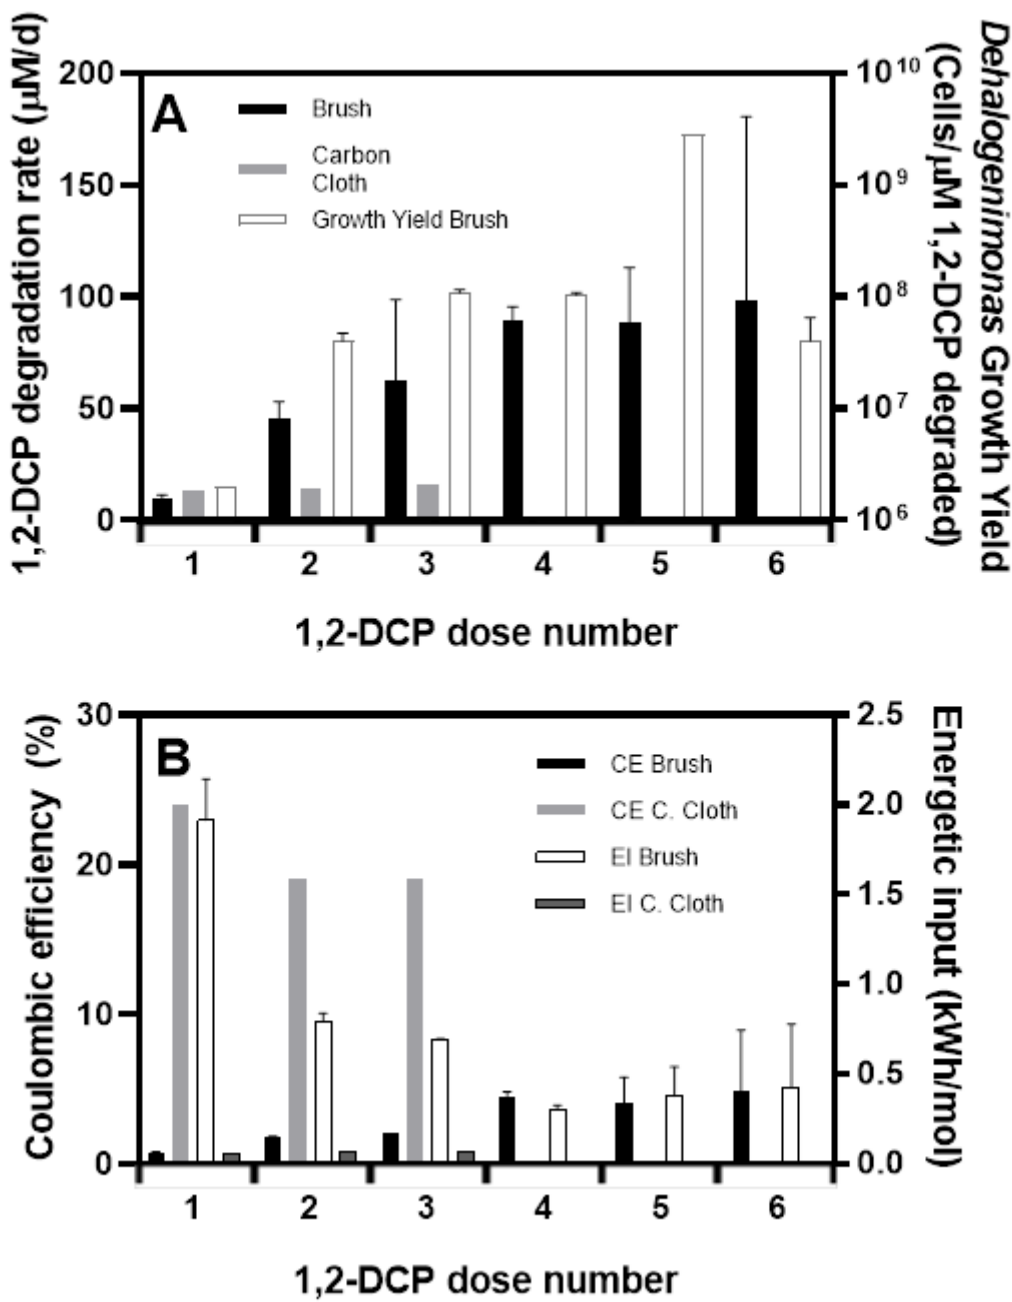 1,2-DCP degradation rate (μM/d)
200
150
100
50
0
A
Brush
Carbon
Cloth
Growth Yield Brush
10^10
10^9
10^8
10^7
10^6
Dehalogenimonas Growth Yield
(Cells/μM 1,2-DCP degraded)
1 2 3 4 5 6
1,2-DCP dose number
Coulombic efficiency (%)
30
20
10
0
B
CE Brush
CE C. Cloth
EI Brush
EI C. Cloth
2.5
2.0
1.5
1.0
0.5
0.0
Energetic input (kWh/mol)
1 2 3 4 5 6
1,2-DCP dose number